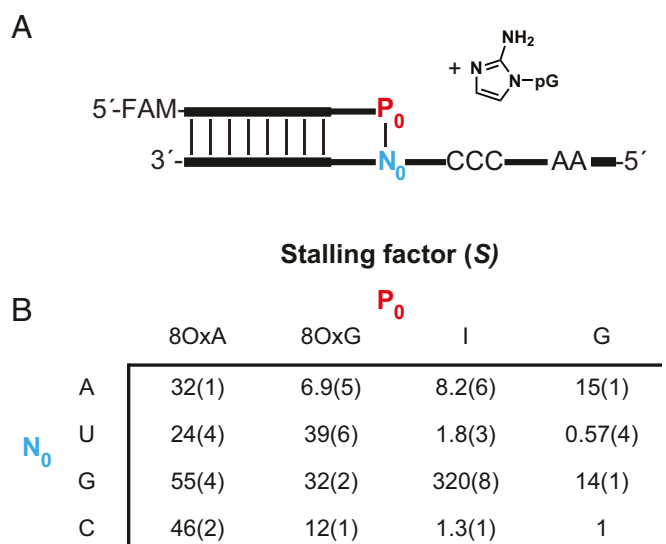 A
NH₂
+
N
N
-pG
5´-FAM-
P₀
3´-
N₀
CCC
AA
-5´
Stalling factor (S)
B
P₀
8OxA 8OxG I G
A 32(1) 6.9(5) 8.2(6) 15(1)
N₀
U 24(4) 39(6) 1.8(3) 0.57(4)
G 55(4) 32(2) 320(8) 14(1)
C 46(2) 12(1) 1.3(1) 1